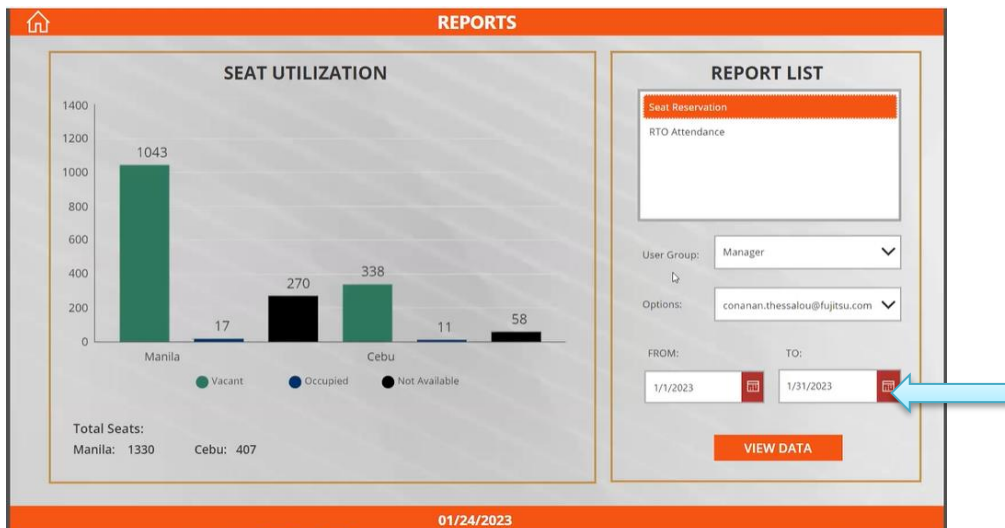 REPORTS
SEAT UTILIZATION
1400
1200
1000
800
600
400
200
0
1043
17
270
338
11
58
Manila
Cebu
Vacant
Occupied
Not Available
Total Seats:
Manila: 1330 Cebu: 407
REPORT LIST
Seat Reservation
RTO Attendance
User Group: Manager
Options: conanan.thessalou@fujitsu.com
FROM: TO:
1/1/2023 1/31/2023
VIEW DATA
01/24/2023